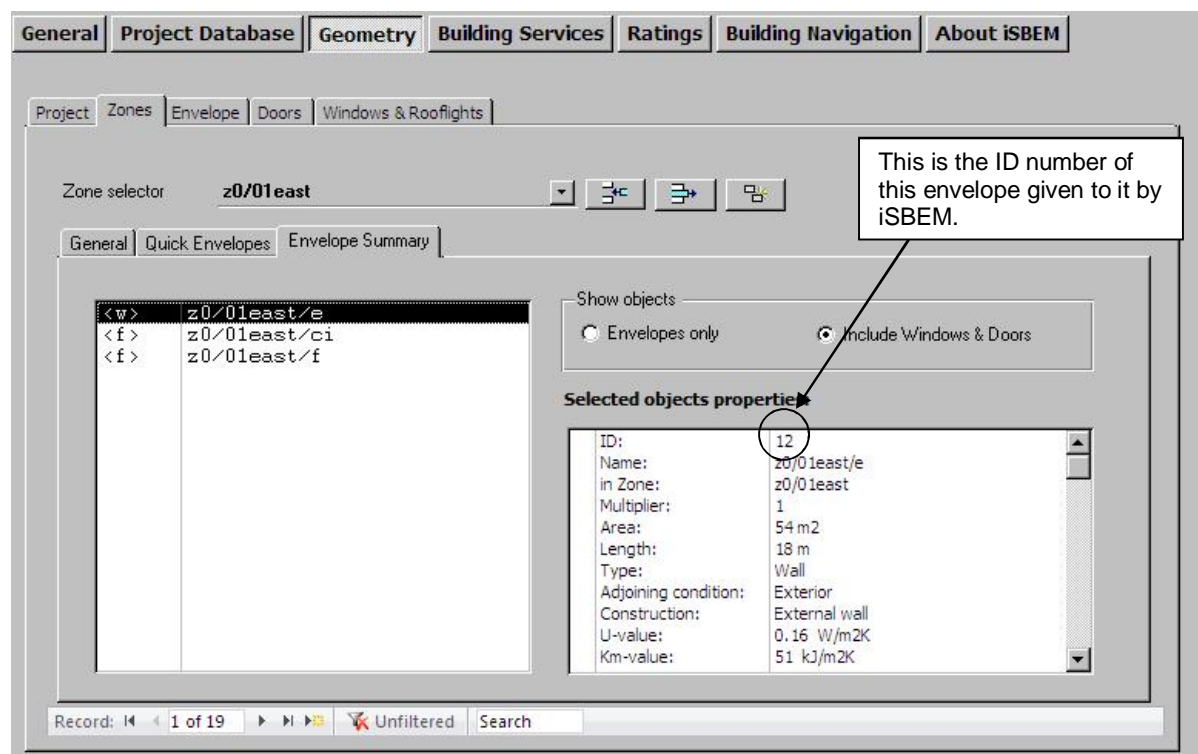 General Project Database Geometry Building Services Ratings Building Navigation About iSBEM
Project Zones Envelope Doors Windows & Rooflights
This is the ID number of
this envelope given to it by
iSBEM.
Zone selector z0/01east
General Quick Envelopes Envelope Summary
<w> z0/01east/e
<f> z0/01east/ci
<f> z0/01east/f
Show objects
Envelopes only Include Windows & Doors
Selected objects properties
ID: 12
Name: z0/01east/e
in Zone: z0/01east
Multiplier: 1
Area: 54 m2
Length: 18 m
Type: Wall
Adjoining condition: Exterior
Construction: External wall
U-value: 0.16 W/m2K
Km-value: 51 kJ/m2K
Record: 1 of 19 Unfiltered Search